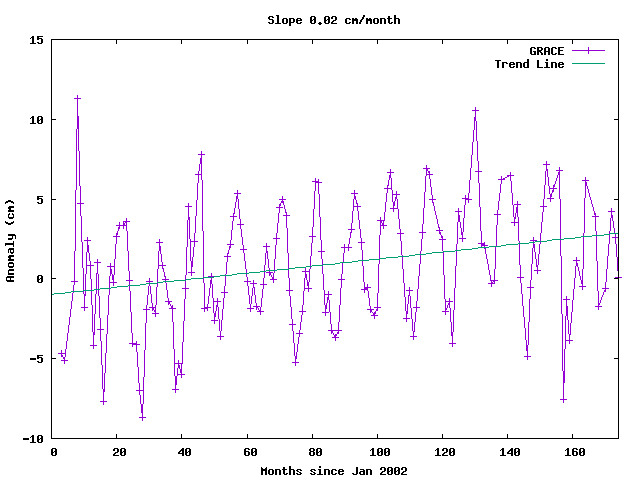 Slope 0.02 cm/month
15
GRACE
Trend Line
10
5
Anomaly (cm)
0
-5
-10
0 20 40 60 80 100 120 140 160
Months since Jan 2002